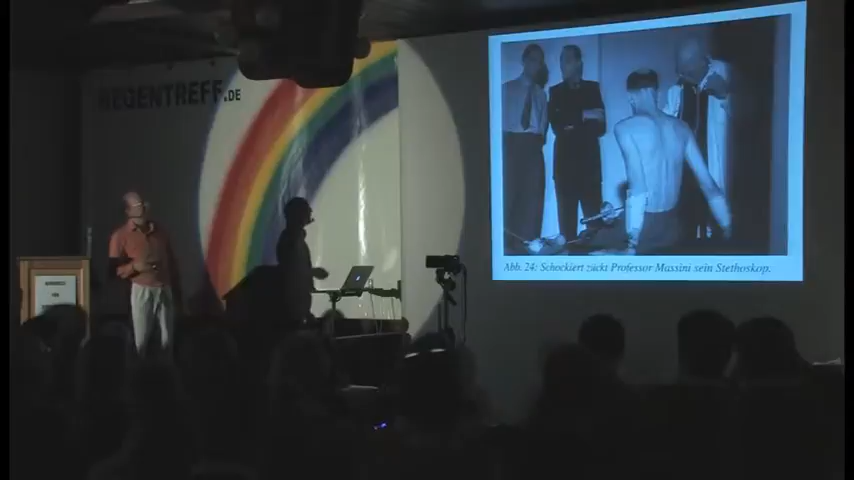 REGENTREFF.DE
Abb. 24: Schockiert zückt Professor Massini sein Stethoskop.